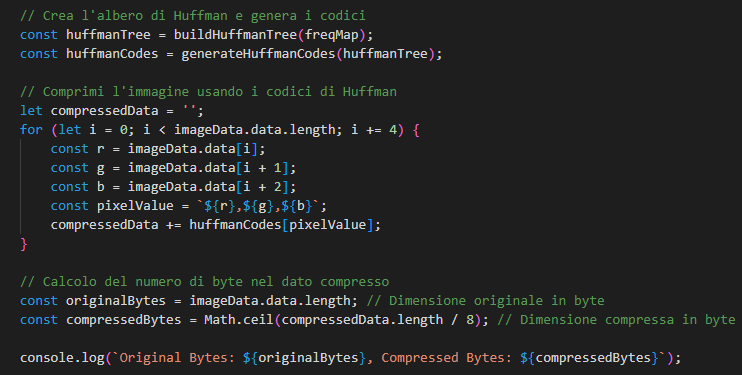 // Crea l'albero di Huffman e genera i codici
const huffmanTree = buildHuffmanTree(freqMap);
const huffmanCodes = generateHuffmanCodes(huffmanTree);
// Comprimi l'immagine usando i codici di Huffman
let compressedData = '';
for (let i = 0; i < imageData.data.length; i += 4) {
    const r = imageData.data[i];
    const g = imageData.data[i + 1];
    const b = imageData.data[i + 2];
    const pixelValue = `${r},${g},${b}`;
    compressedData += huffmanCodes[pixelValue];
}
// Calcolo del numero di byte nel dato compresso
const originalBytes = imageData.data.length; // Dimensione originale in byte
const compressedBytes = Math.ceil(compressedData.length / 8); // Dimensione compressa in byte
console.log(`Original Bytes: ${originalBytes}, Compressed Bytes: ${compressedBytes}`);